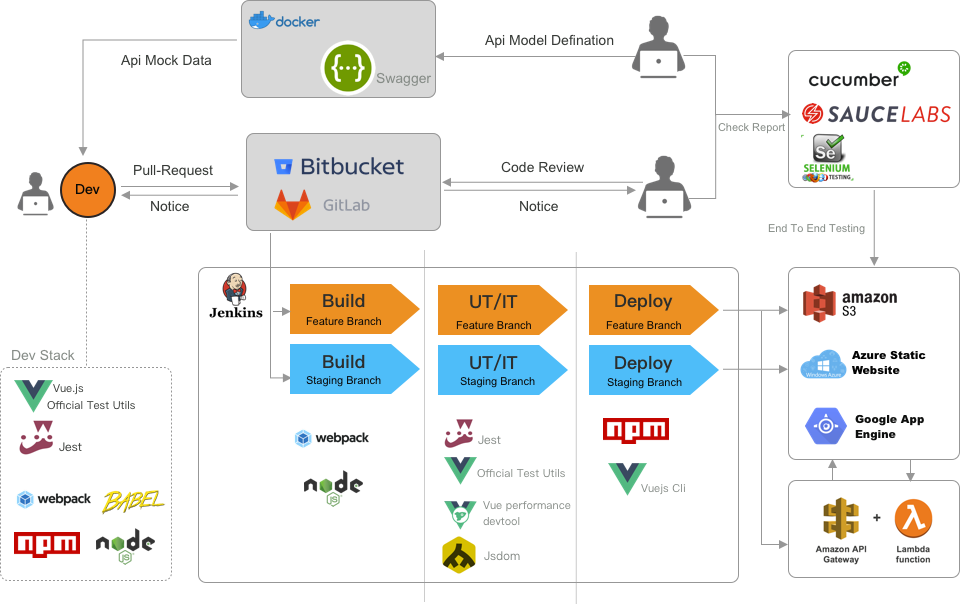 docker
Swagger
Api Mock Data
Api Model Defination
cucumber
SAUCELABS
Se
SELENIUM
TESTING
Check Report
Dev
Pull-Request
Notice
Bitbucket
GitLab
Code Review
Notice
End To End Testing
Jenkins
Build
Feature Branch
UT/IT
Feature Branch
Deploy
Feature Branch
Build
Staging Branch
UT/IT
Staging Branch
Deploy
Staging Branch
amazon
S3
Windows Azure
Azure Static
Website
Google App
Engine
Dev Stack
Vue.js
Official Test Utils
Jest
webpack
BABEL
npm
node
JS
webpack
node
JS
Jest
Official Test Utils
Vue performance
devtool
Jsdom
npm
Vuejs Cli
+
Amazon API
Gateway
λ
Lambda
function